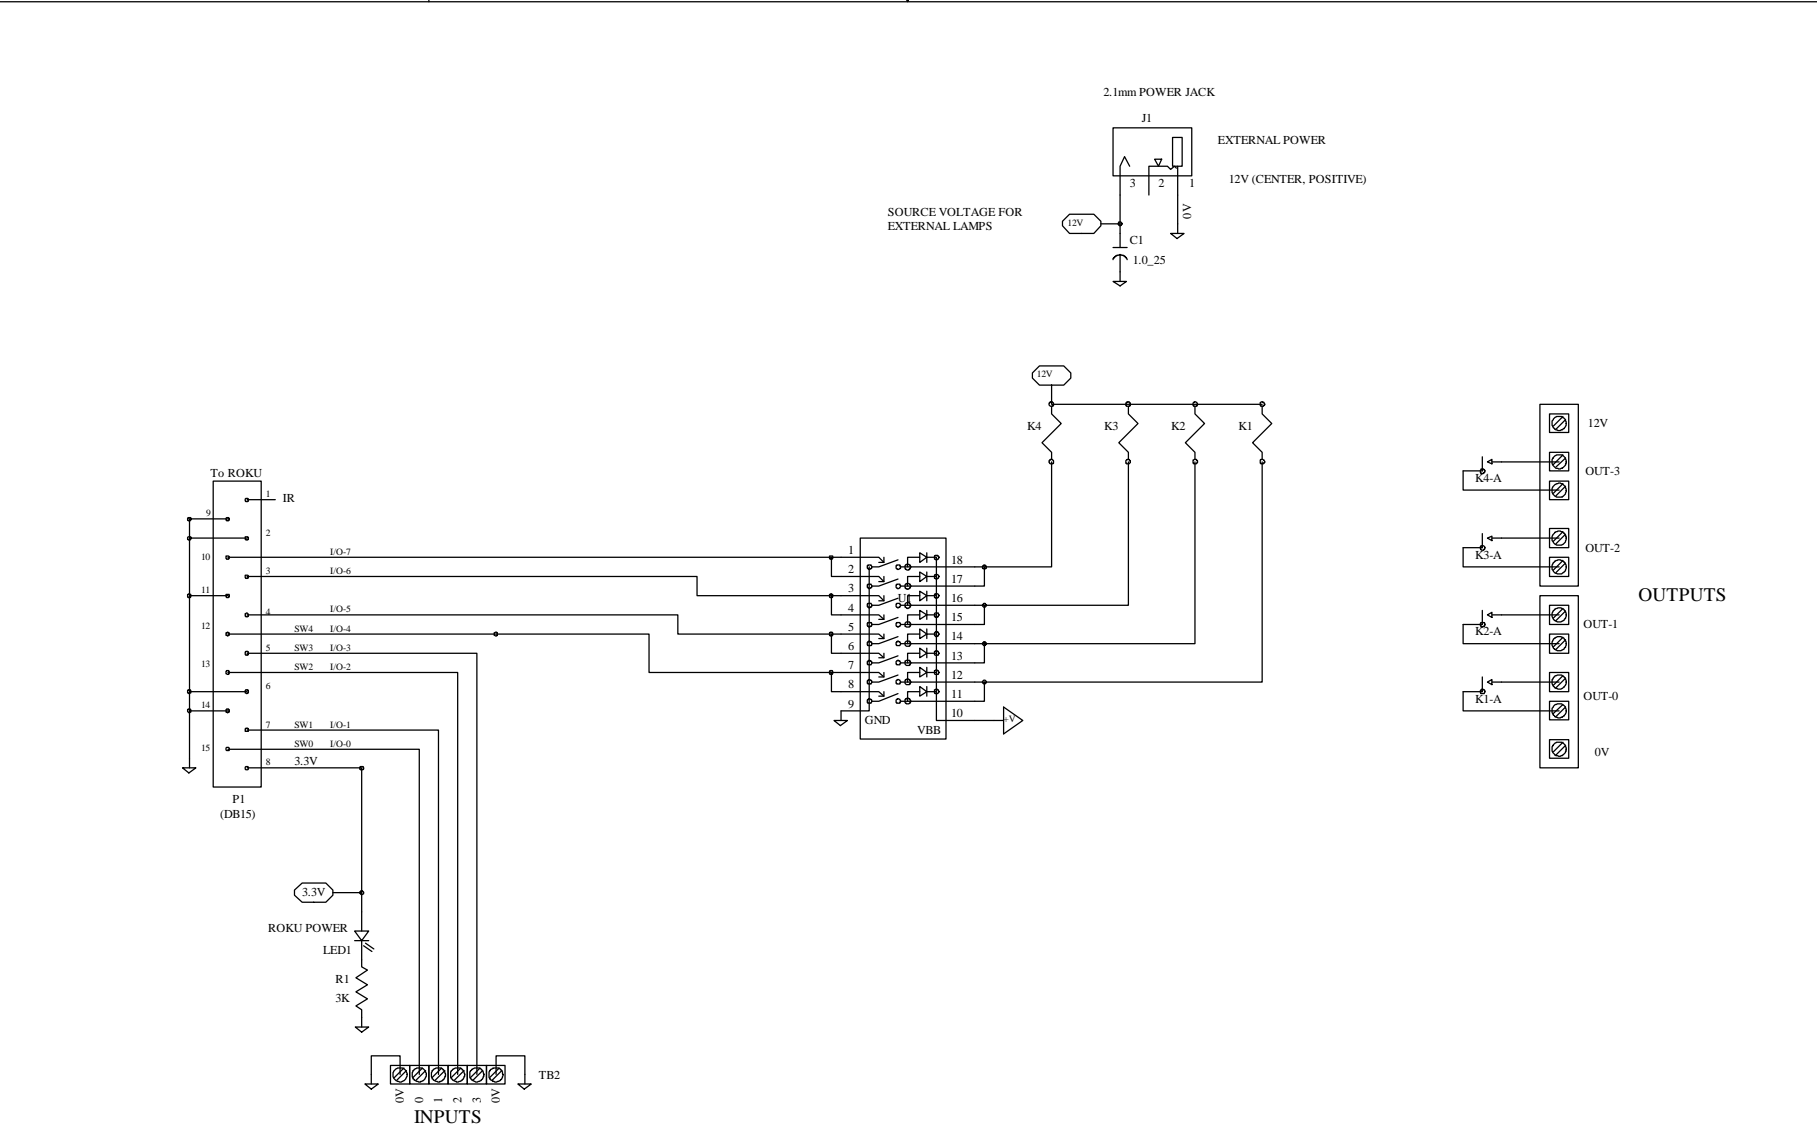 2.1mm POWER JACK
J1
EXTERNAL POWER
3 2 1
12V (CENTER, POSITIVE)
SOURCE VOLTAGE FOR
EXTERNAL LAMPS
12V
0V
C1
1.0_25
12V
K4 K3 K2 K1
12V
OUT-3
K4-A
OUT-2
K3-A
OUTPUTS
OUT-1
K2-A
OUT-0
K1-A
0V
To ROKU
1 IR
9
2
10 I/O-7
3 I/O-6
11
4 I/O-5
12 SW4 I/O-4
5 SW3 I/O-3
13 SW2 I/O-2
6
14
7 SW1 I/O-1
15 SW0 I/O-0
8 3.3V
P1
(DB15)
1 18
2 17
3 16
U1
4 15
5 14
6 13
7 12
8 11
9 10
GND
VBB
+V
3.3V
ROKU POWER
LED1
R1
3K
TB2
0V 0 1 2 3 0V
INPUTS